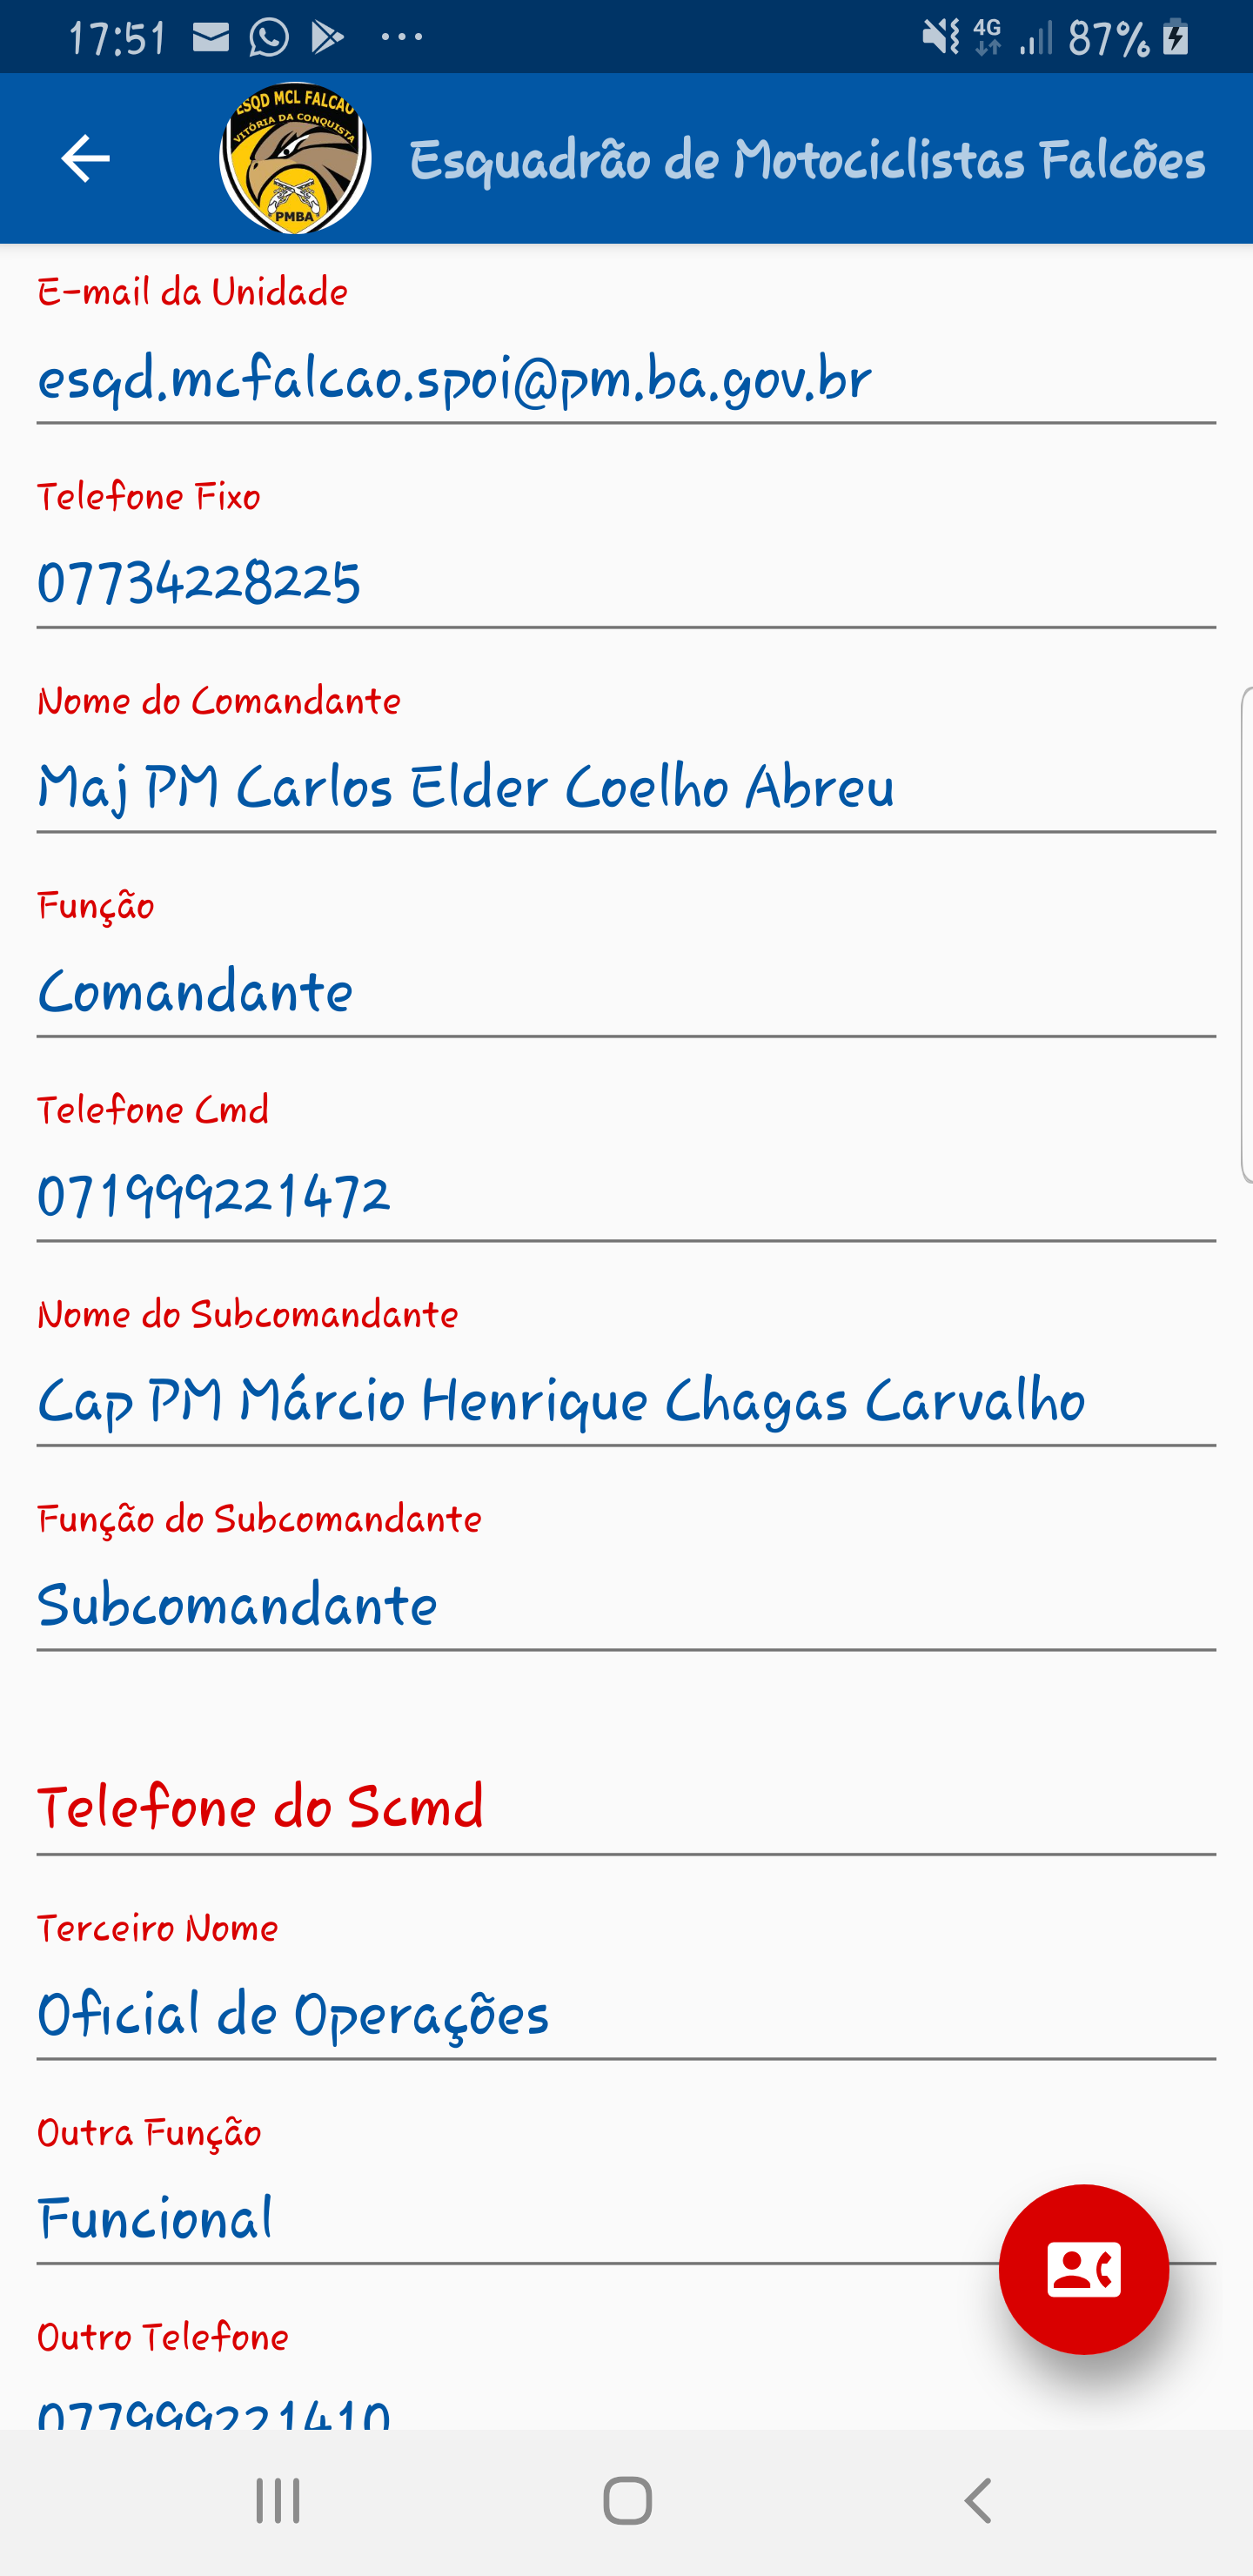 17:51
4G
87%
ESQD MCL FALCAO
VITÓRIA DA CONQUISTA
PMBA
Esquadrão de Motociclistas Falcões
E-mail da Unidade
esqd.mcfalcao.spoi@pm.ba.gov.br
Telefone Fixo
07734228225
Nome do Comandante
Maj PM Carlos Elder Coelho Abreu
Função
Comandante
Telefone Cmd
071999221472
Nome do Subcomandante
Cap PM Márcio Henrique Chagas Carvalho
Função do Subcomandante
Subcomandante
Telefone do Scmd
Terceiro Nome
Oficial de Operações
Outra Função
Funcional
Outro Telefone
077999221410